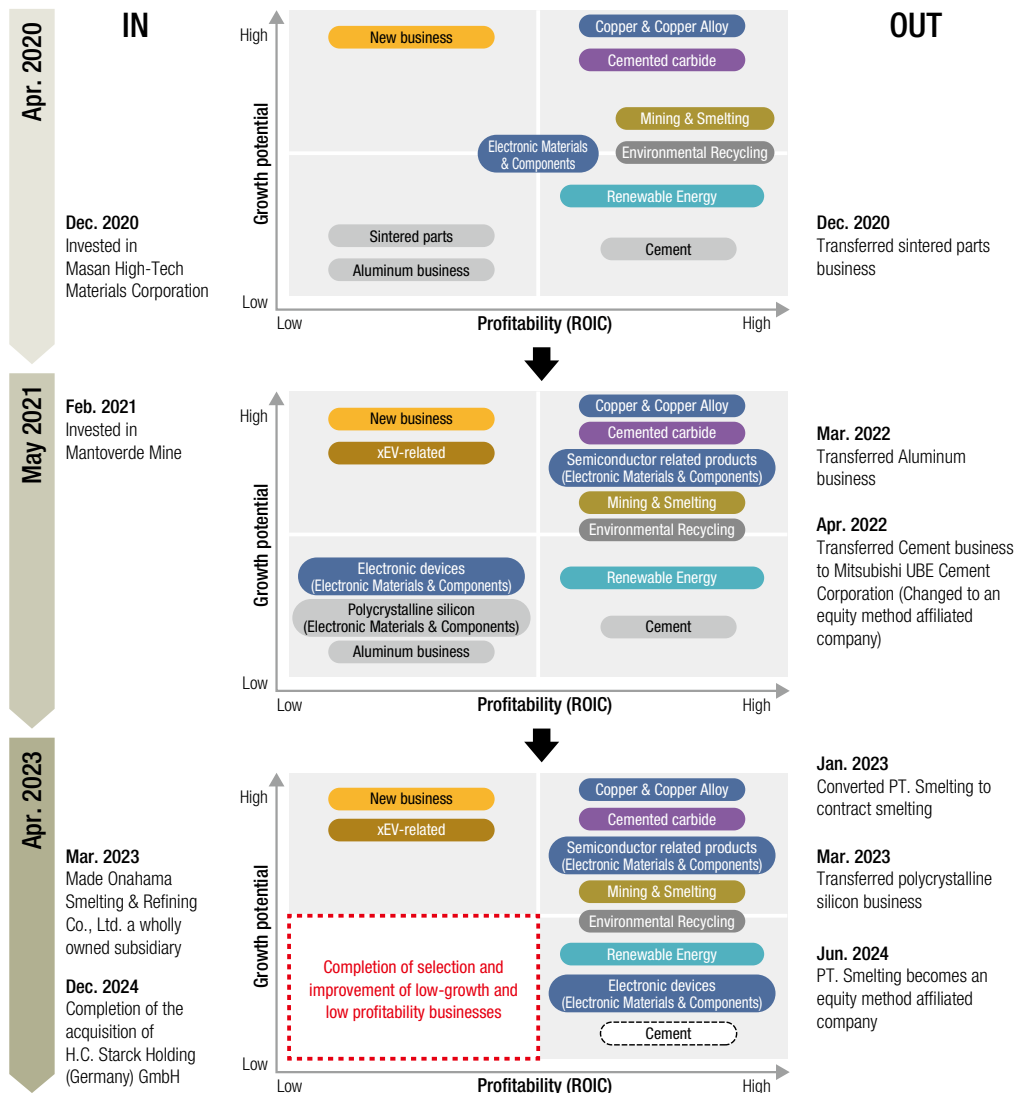 IN
OUT
Apr. 2020
High
Growth potential
Low
Low
Profitability (ROIC)
High
New business
Copper & Copper Alloy
Cemented carbide
Mining & Smelting
Electronic Materials
& Components
Environmental Recycling
Renewable Energy
Sintered parts
Cement
Aluminum business
Dec. 2020
Invested in
Masan High-Tech
Materials Corporation
Dec. 2020
Transferred sintered parts
business
May 2021
Feb. 2021
Invested in
Mantoverde Mine
High
Growth potential
Low
Low
Profitability (ROIC)
High
New business
xEV-related
Copper & Copper Alloy
Cemented carbide
Semiconductor related products
(Electronic Materials & Components)
Mining & Smelting
Environmental Recycling
Electronic devices
(Electronic Materials & Components)
Polycrystalline silicon
(Electronic Materials & Components)
Aluminum business
Renewable Energy
Cement
Mar. 2022
Transferred Aluminum
business
Apr. 2022
Transferred Cement business
to Mitsubishi UBE Cement
Corporation (Changed to an
equity method affiliated
company)
Apr. 2023
Mar. 2023
Made Onahama
Smelting & Refining
Co., Ltd. a wholly
owned subsidiary
Dec. 2024
Completion of the
acquisition of
H.C. Starck Holding
(Germany) GmbH
High
Growth potential
Low
Low
Profitability (ROIC)
High
New business
xEV-related
Copper & Copper Alloy
Cemented carbide
Semiconductor related products
(Electronic Materials & Components)
Mining & Smelting
Environmental Recycling
Renewable Energy
Electronic devices
(Electronic Materials & Components)
Cement
Completion of selection and
improvement of low-growth and
low profitability businesses
Jan. 2023
Converted PT. Smelting to
contract smelting
Mar. 2023
Transferred polycrystalline
silicon business
Jun. 2024
PT. Smelting becomes an
equity method affiliated
company